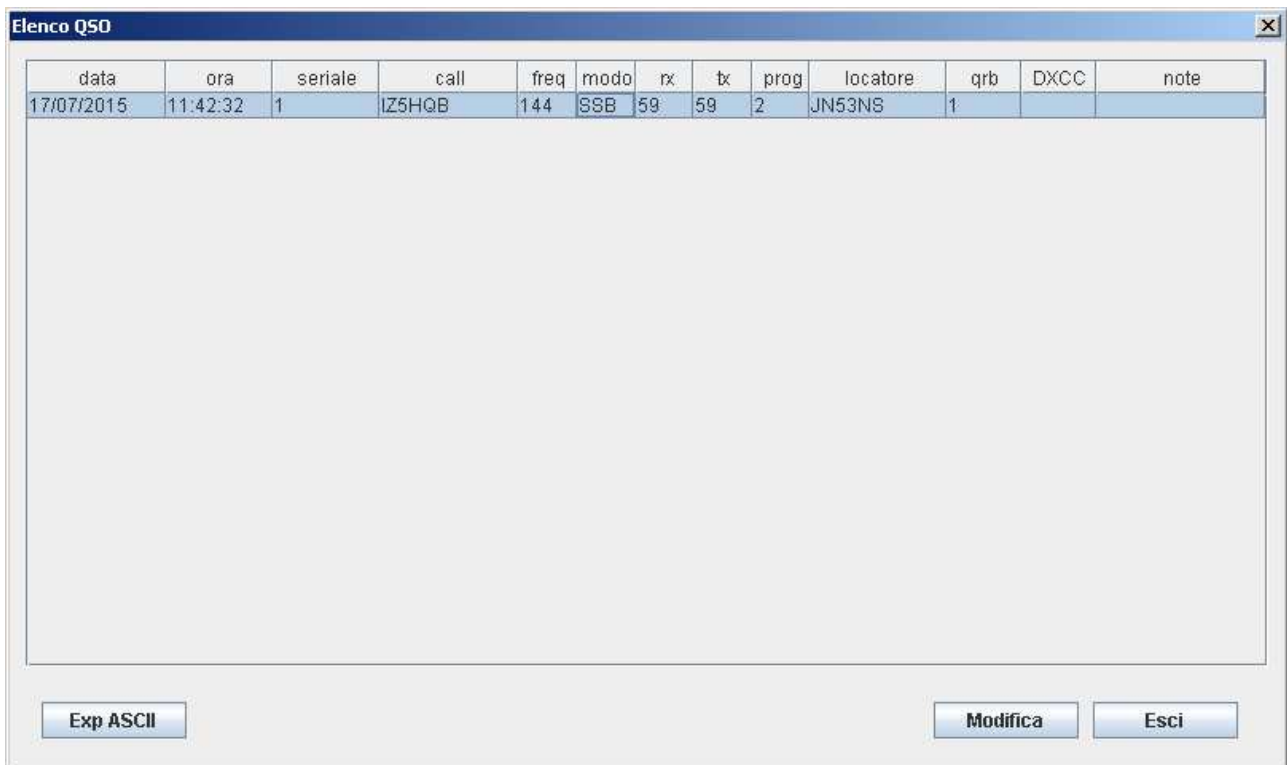 Elenco QSO
data ora seriale call freq modo rx tx prog locatore qrb DXCC note
17/07/2015 11:42:32 1 IZ5HQB 144 SSB 59 59 2 JN53NS 1
Exp ASCII Modifica Esci